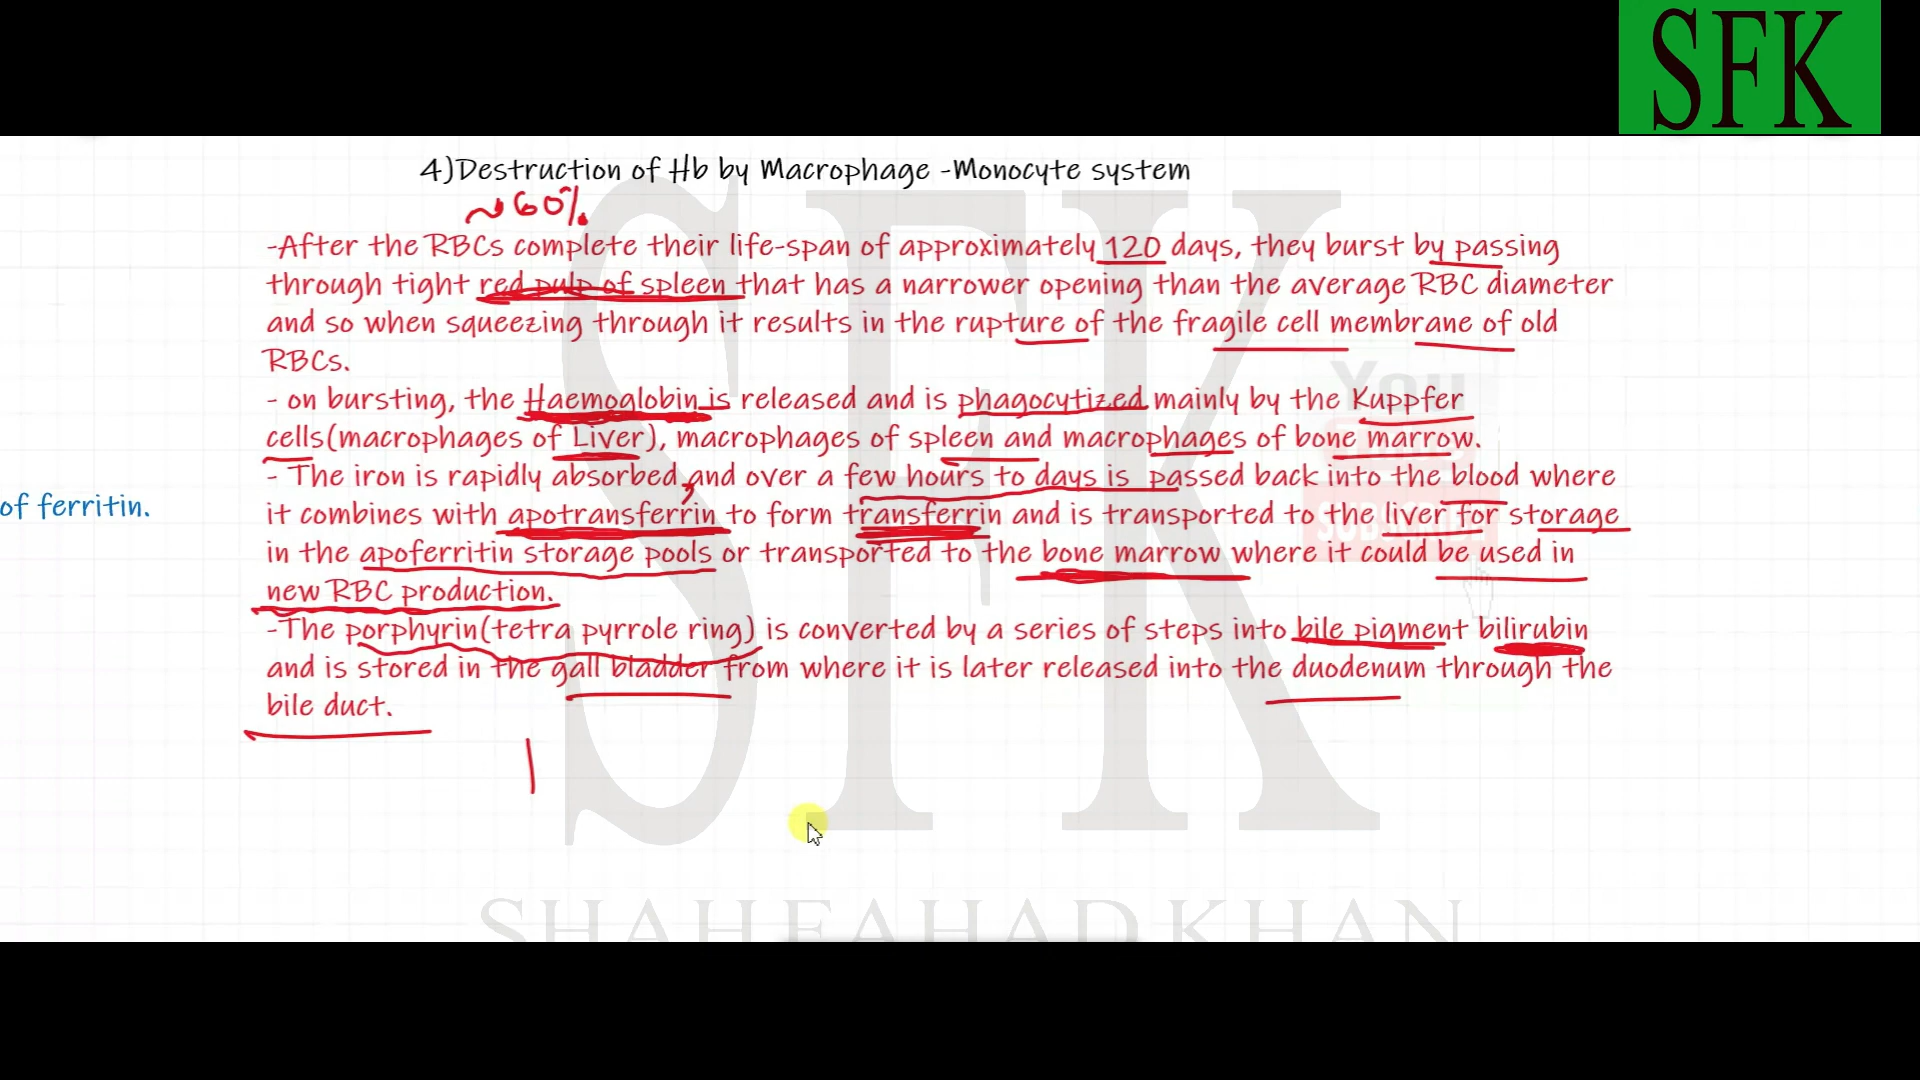 SFK
4)Destruction of Hb by Macrophage -Monocyte system
~60%
-After the RBCs complete their life-span of approximately 120 days, they burst by passing
through tight red pulp of spleen that has a narrower opening than the average RBC diameter
and so when squeezing through it results in the rupture of the fragile cell membrane of old
RBCs.
- on bursting, the Haemoglobin is released and is phagocytized mainly by the Kuppfer
cells(macrophages of Liver), macrophages of spleen and macrophages of bone marrow.
- The iron is rapidly absorbed and over a few hours to days is passed back into the blood where
of ferritin.
it combines with apotransferrin to form transferrin and is transported to the liver for storage
in the apoferritin storage pools or transported to the bone marrow where it could be used in
new RBC production.
-The porphyrin(tetra pyrrole ring) is converted by a series of steps into bile pigment bilirubin
and is stored in the gall bladder from where it is later released into the duodenum through the
bile duct.
SFK
You
SUBSCRIBE
SHAH FAHAD KHAN